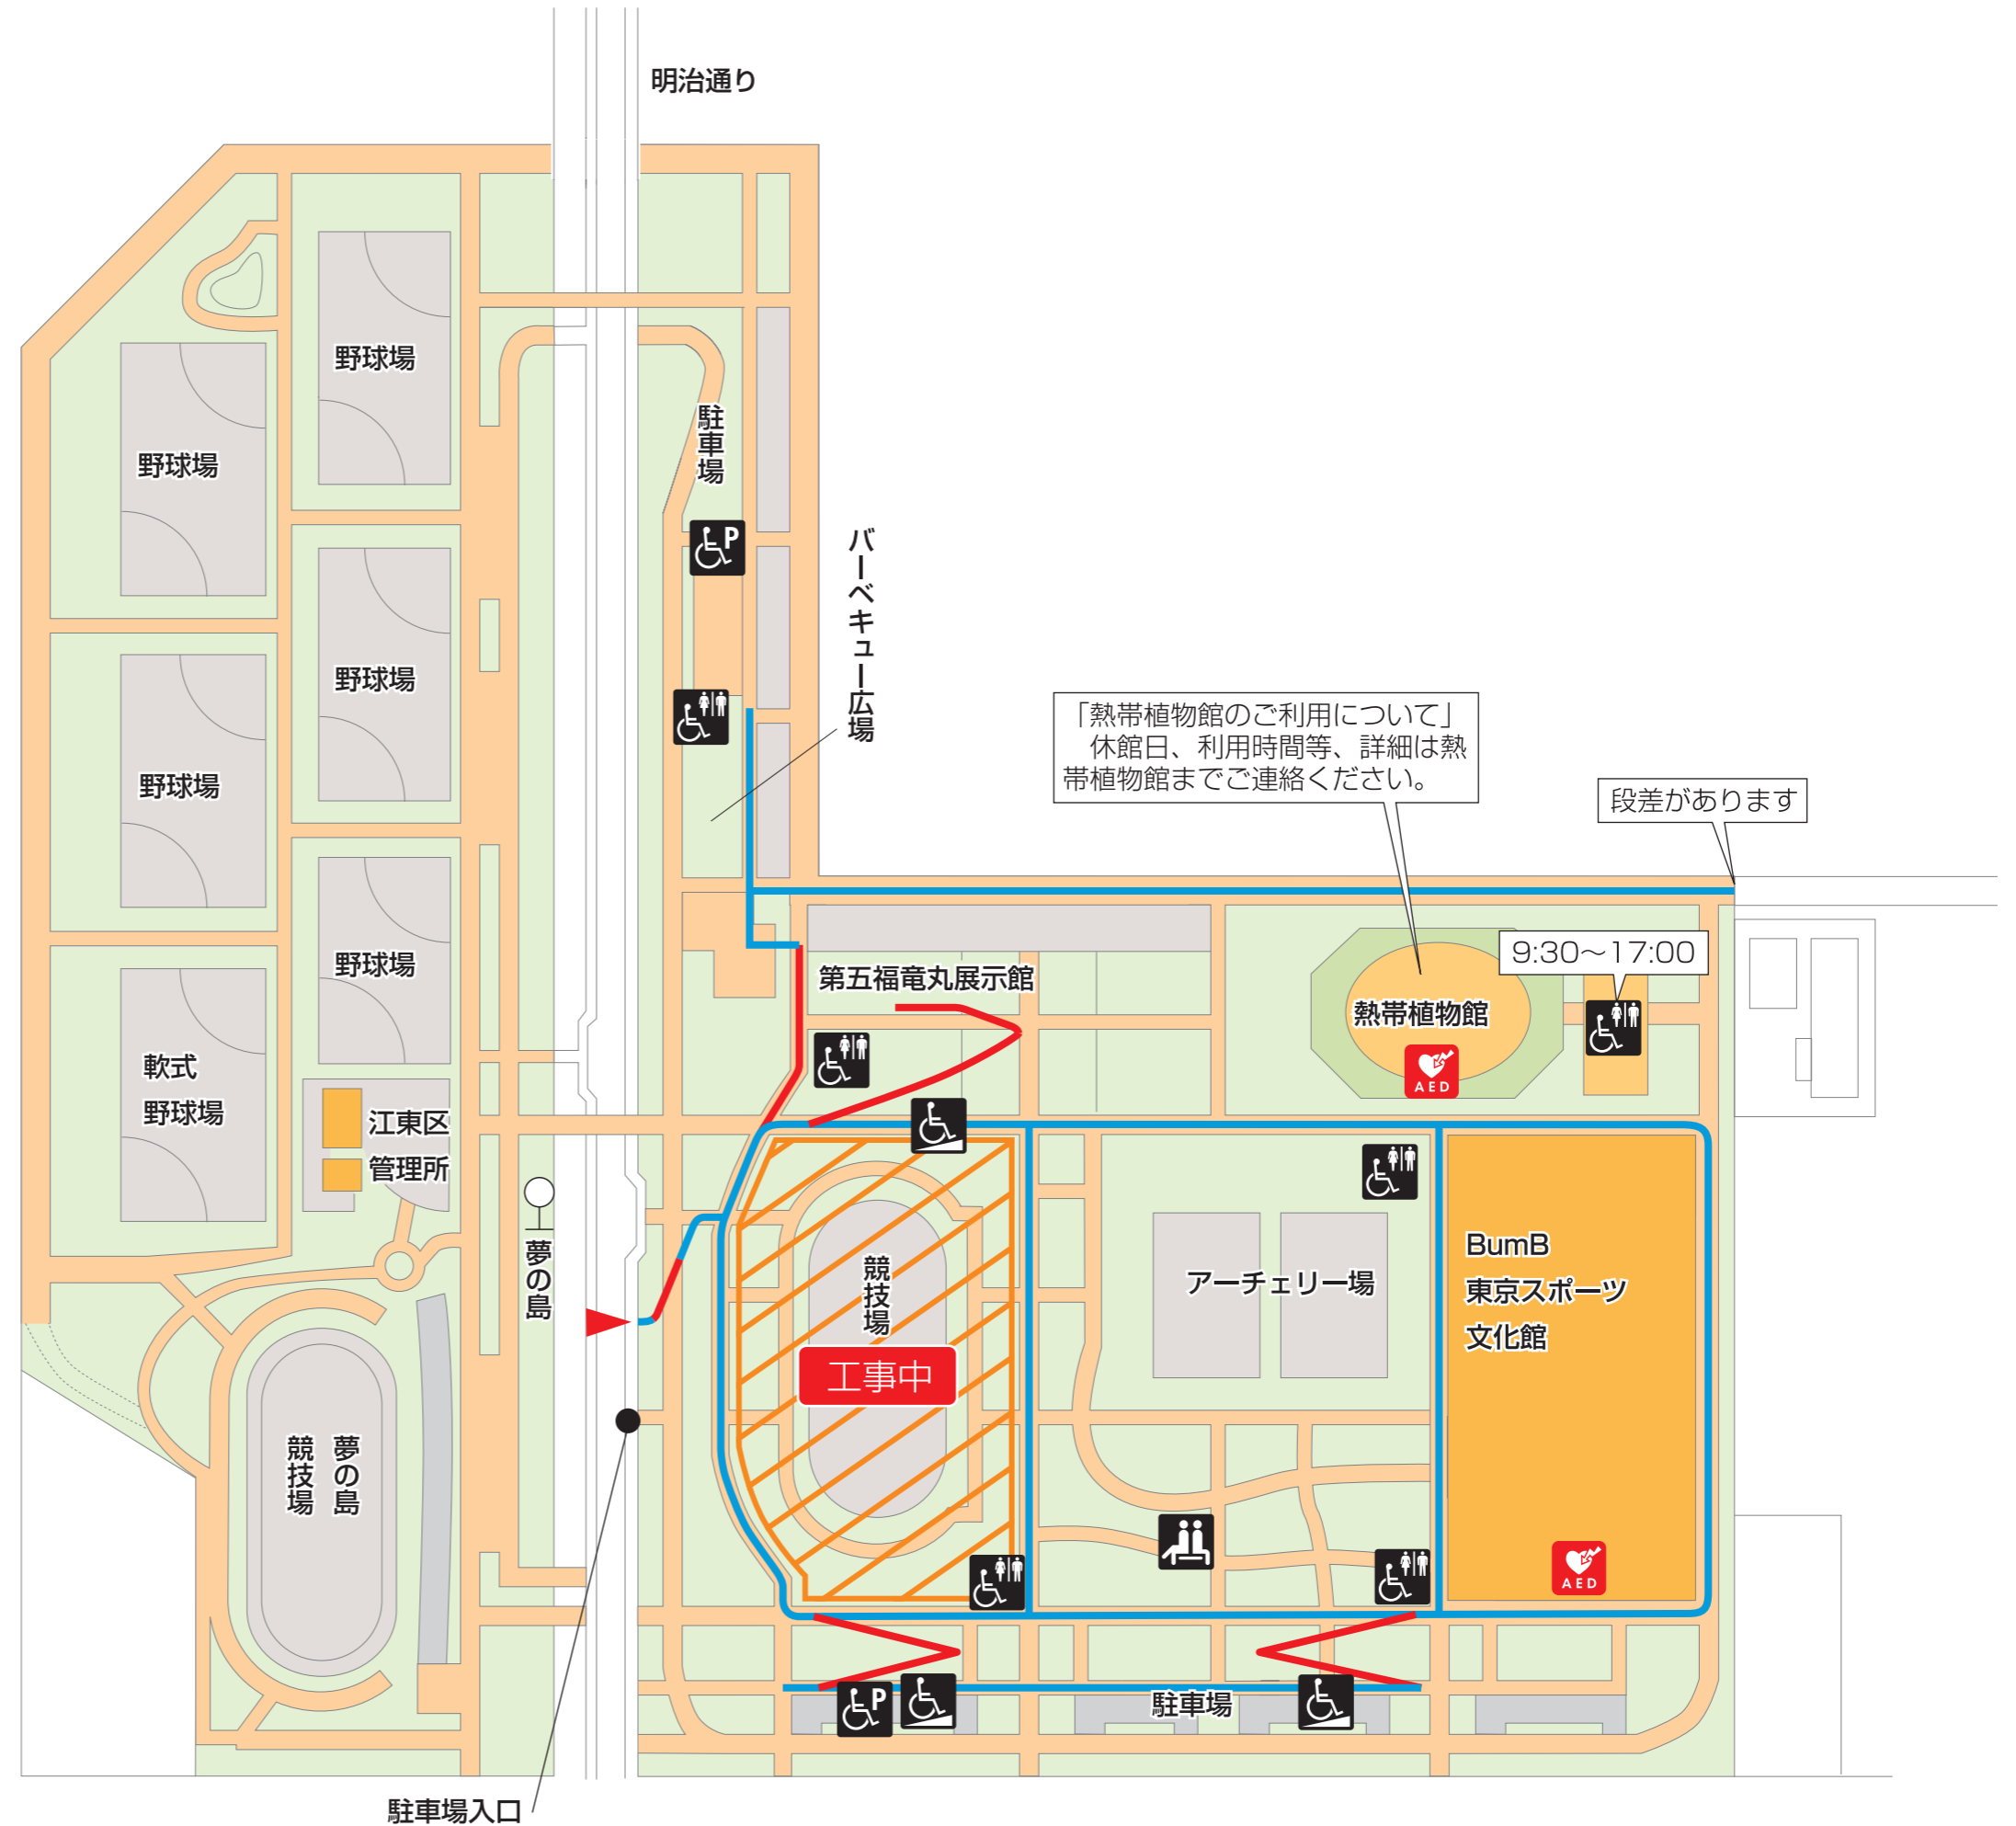 明治通り
野球場
野球場
駐車場
P
バーベキュー広場
野球場
野球場
「熱帯植物館のご利用について」
休館日、利用時間等、詳細は熱
帯植物館までご連絡ください。
段差があります
9:30〜17:00
野球場
第五福竜丸展示館
熱帯植物館
AED
軟式
野球場
江東区
管理所
夢の島
競技場
工事中
アーチェリー場
BumB
東京スポーツ
文化館
夢の島
競技場
AED
P
駐車場
駐車場入口